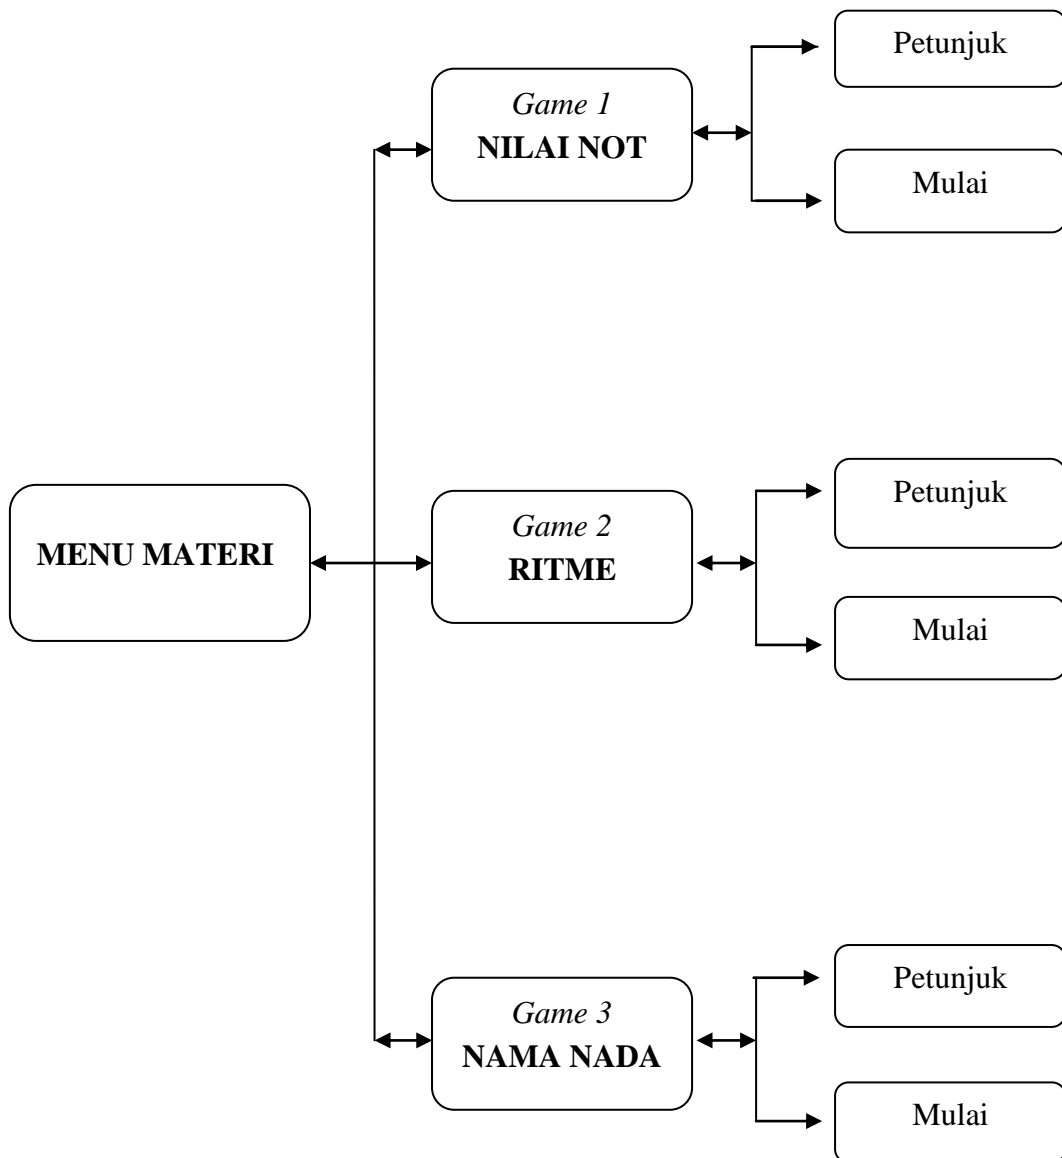 Petunjuk
Game 1
NILAI NOT
Mulai
Petunjuk
MENU MATERI
Game 2
RITME
Mulai
Petunjuk
Game 3
NAMA NADA
Mulai